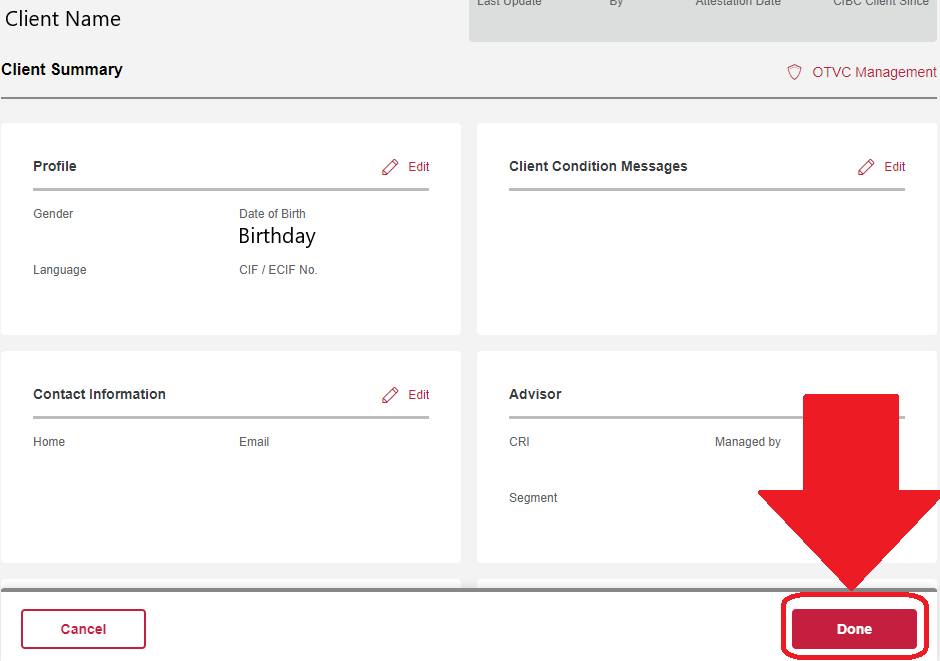 Last Update By Attestation Date CIBC Client Since
Client Name
Client Summary
OTVC Management
Profile Edit
Client Condition Messages Edit
Gender Date of Birth
Birthday
Language CIF / ECIF No.
Contact Information Edit
Advisor
Home Email
CRI Managed by
Segment
Cancel
Done